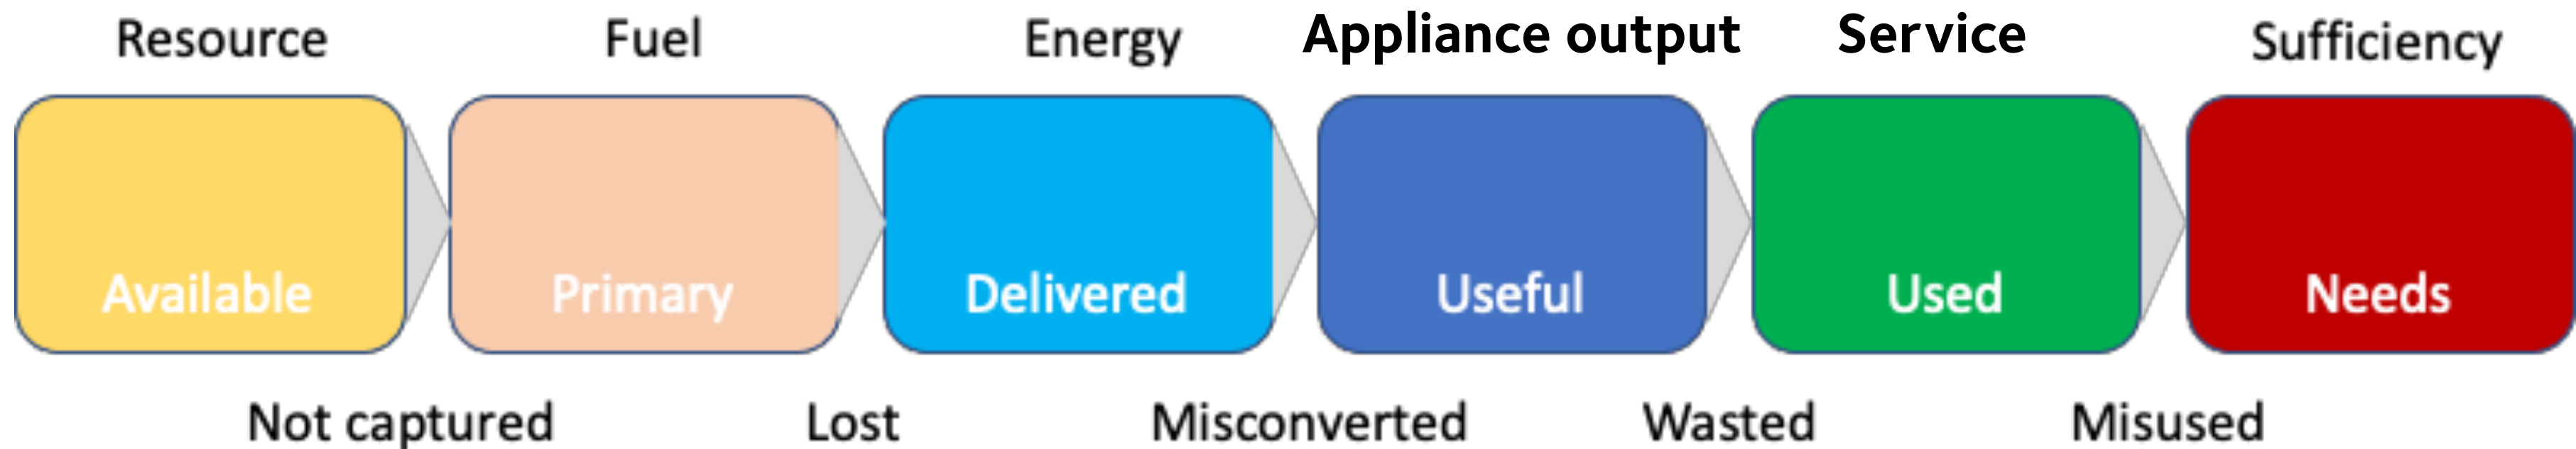 Resource Fuel Energy Appliance output Service Sufficiency
Available Primary Delivered Useful Used Needs
Not captured Lost Misconverted Wasted Misused